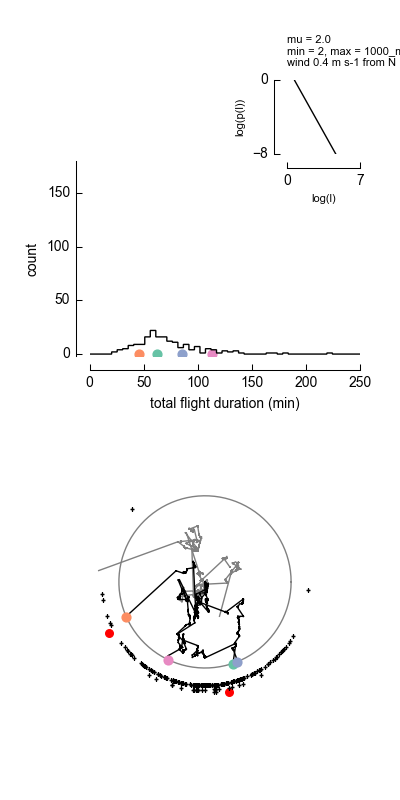 mu = 2.0
min = 2, max = 1000_m
wind 0.4 m s-1 from N
0
log(p(l))
−8
0
7
log(l)
150
100
count
50
0
0
50
100
150
200
250
total flight duration (min)